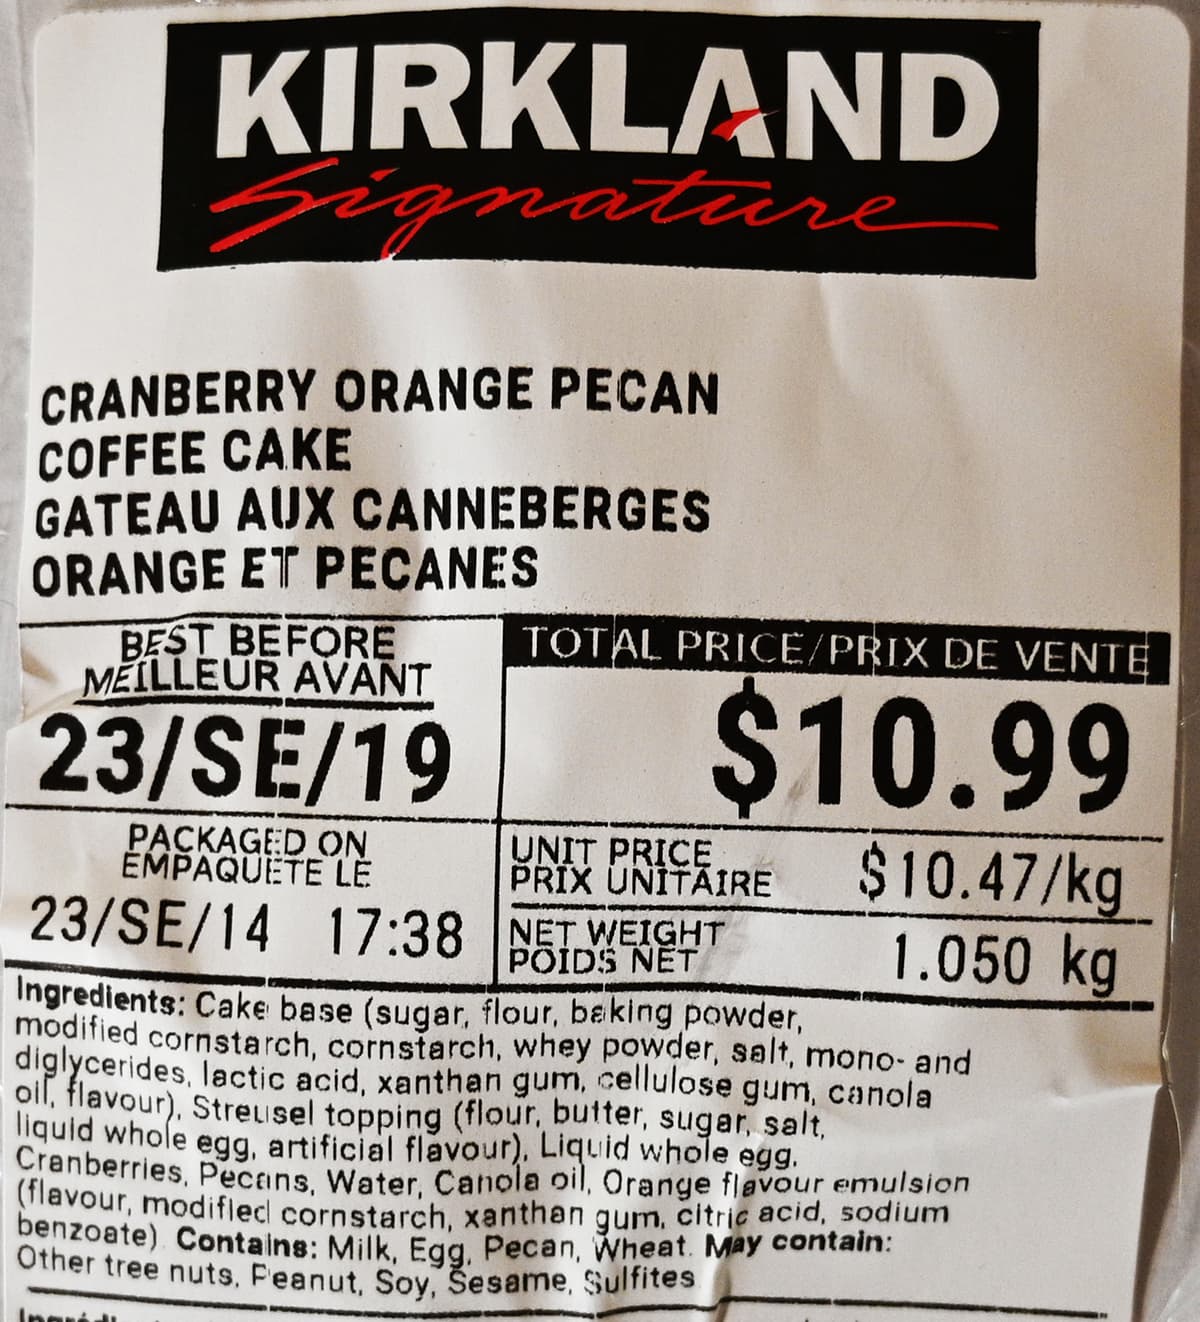 KIRKLAND
Signature
CRANBERRY ORANGE PECAN
COFFEE CAKE
GATEAU AUX CANNEBERGES
ORANGE ET PECANES
BEST BEFORE
MEILLEUR AVANT
23/SE/19
TOTAL PRICE/PRIX DE VENTE
$10.99
PACKAGED ON
EMPAQUETE LE
23/SE/14 17:38
UNIT PRICE
PRIX UNITAIRE
$10.47/kg
NET WEIGHT
POIDS NET
1.050 kg
Ingredients: Cake base (sugar, flour, baking powder,
modified cornstarch, cornstarch, whey powder, salt, mono- and
diglycerides, lactic acid, xanthan gum, cellulose gum, canola
oil, flavour), Streusel topping (flour, butter, sugar, salt,
liquid whole egg, artificial flavour), Liquid whole egg,
Cranberries, Pecans, Water, Canola oil, Orange flavour emulsion
(flavour, modified cornstarch, xanthan gum, citric acid, sodium
benzoate) Contains: Milk, Egg, Pecan, Wheat. May contain:
Other tree nuts, Peanut, Soy, Sesame, Sulfites